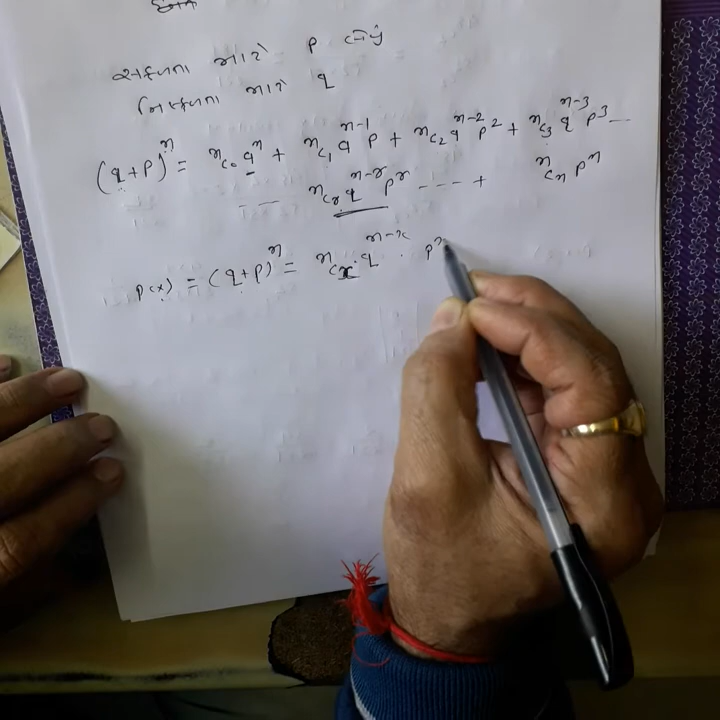 સફળતા માટે p
નિષ્ફળતા માટે q
(q+p)ⁿ = ⁿC₀ qⁿ + ⁿC₁ qⁿ⁻¹ p + ⁿC₂ qⁿ⁻² p² + ⁿC₃ qⁿ⁻³ p³ ---
-- -- ⁿCᵣ qⁿ⁻ʳ pʳ ---- + ⁿCₙ pⁿ
p(x) = (q+p)ⁿ = ⁿCₓ qⁿ⁻ˣ · pˣ